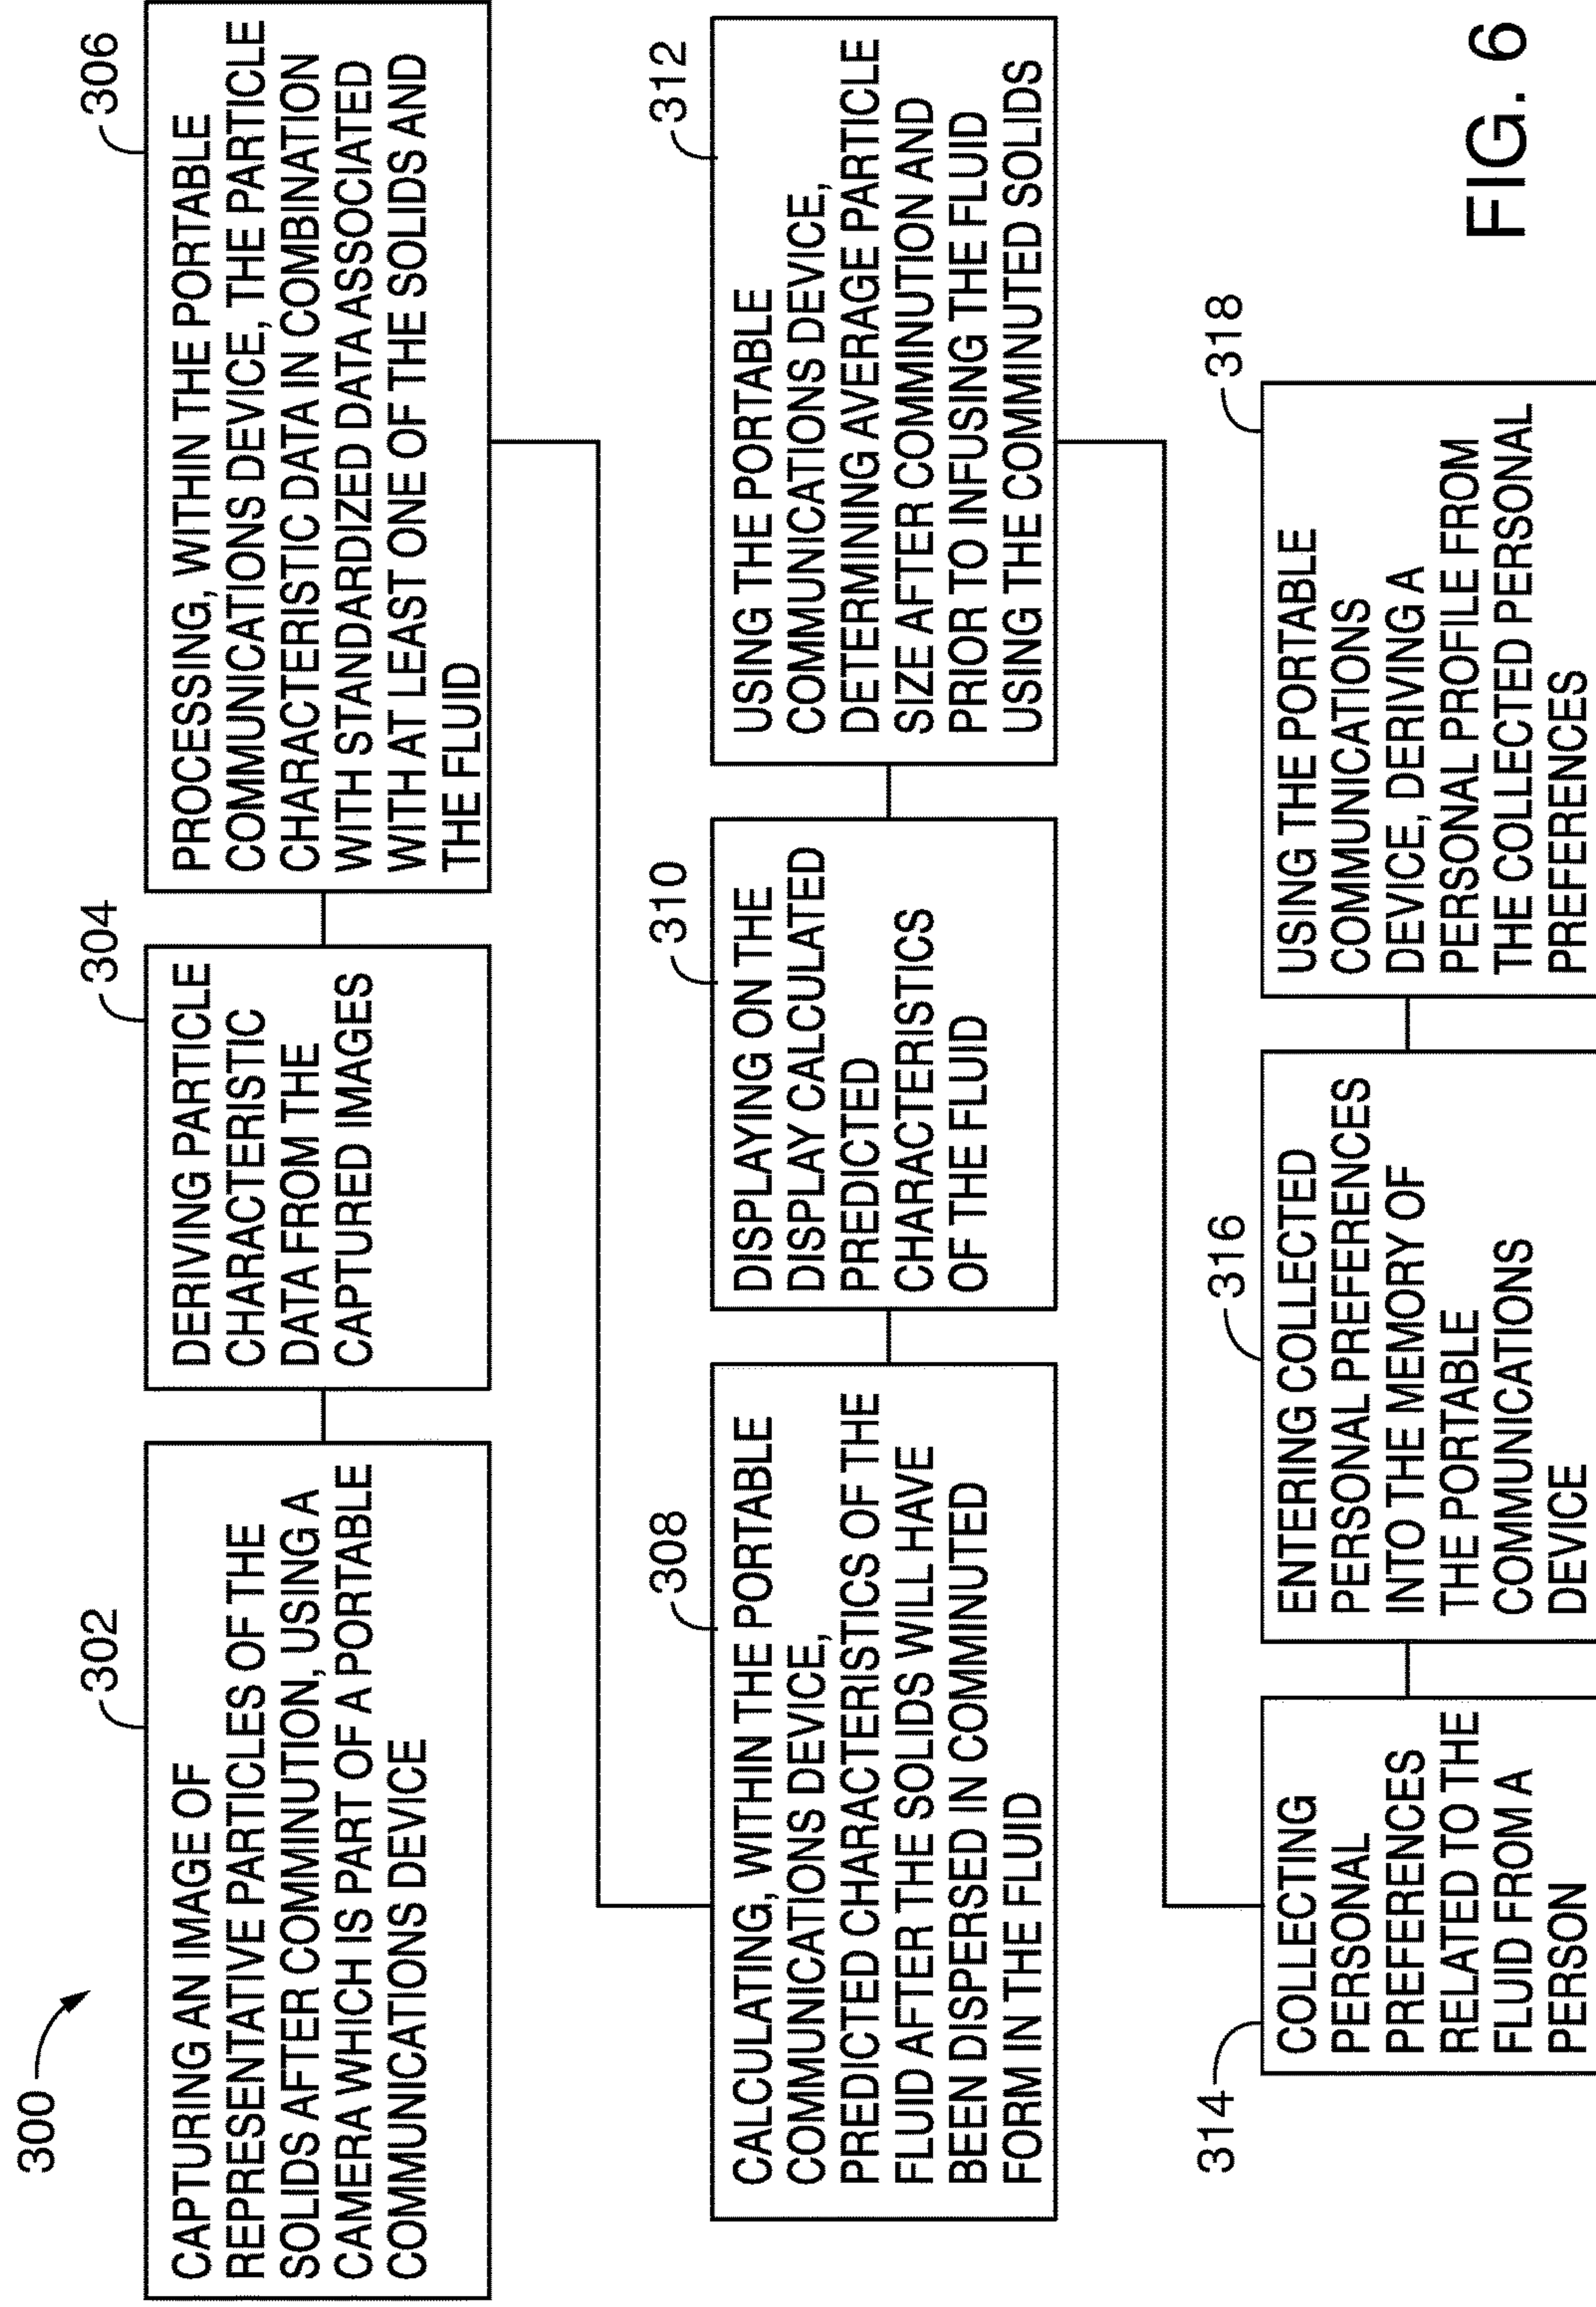 300
302
CAPTURING AN IMAGE OF
REPRESENTATIVE PARTICLES OF THE
SOLIDS AFTER COMMINUTION, USING A
CAMERA WHICH IS PART OF A PORTABLE
COMMUNICATIONS DEVICE
304
DERIVING PARTICLE
CHARACTERISTIC
DATA FROM THE
CAPTURED IMAGES
306
PROCESSING, WITHIN THE PORTABLE
COMMUNICATIONS DEVICE, THE PARTICLE
CHARACTERISTIC DATA IN COMBINATION
WITH STANDARDIZED DATA ASSOCIATED
WITH AT LEAST ONE OF THE SOLIDS AND
THE FLUID
308
CALCULATING, WITHIN THE PORTABLE
COMMUNICATIONS DEVICE,
PREDICTED CHARACTERISTICS OF THE
FLUID AFTER THE SOLIDS WILL HAVE
BEEN DISPERSED IN COMMINUTED
FORM IN THE FLUID
310
DISPLAYING ON THE
DISPLAY CALCULATED
PREDICTED
CHARACTERISTICS
OF THE FLUID
312
USING THE PORTABLE
COMMUNICATIONS DEVICE,
DETERMINING AVERAGE PARTICLE
SIZE AFTER COMMINUTION AND
PRIOR TO INFUSING THE FLUID
USING THE COMMINUTED SOLIDS
314
COLLECTING
PERSONAL
PREFERENCES
RELATED TO THE
FLUID FROM A
PERSON
316
ENTERING COLLECTED
PERSONAL PREFERENCES
INTO THE MEMORY OF
THE PORTABLE
COMMUNICATIONS
DEVICE
318
USING THE PORTABLE
COMMUNICATIONS
DEVICE, DERIVING A
PERSONAL PROFILE FROM
THE COLLECTED PERSONAL
PREFERENCES
FIG. 6